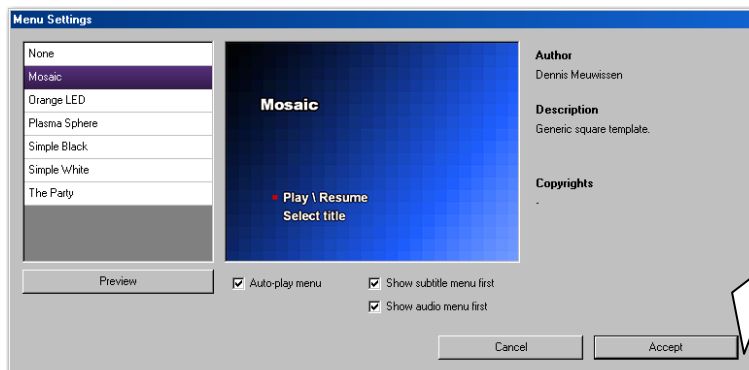 Menu Settings
None
Mosaic
Orange LED
Plasma Sphere
Simple Black
Simple White
The Party
Preview
Mosaic
Play \ Resume
Select title
Auto-play menu
Show subtitle menu first
Show audio menu first
Author
Dennis Meuwissen
Description
Generic square template.
Copyrights
-
Cancel
Accept